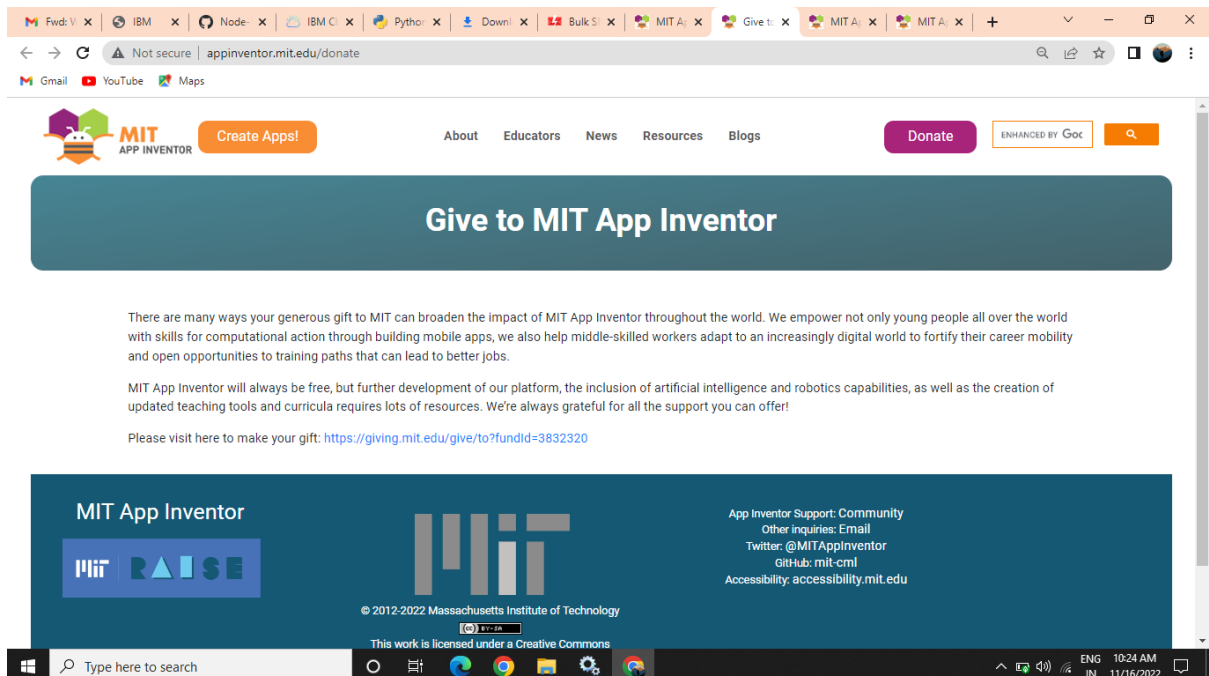 Fwd: V
IBM
Node-
IBM Cl
Python
Downl
Bulk S
MIT Ap
Give to
MIT Ap
MIT Ap
Not secure
appinventor.mit.edu/donate
Gmail
YouTube
Maps
MIT
APP INVENTOR
Create Apps!
About
Educators
News
Resources
Blogs
Donate
ENHANCED BY Goo
Give to MIT App Inventor
There are many ways your generous gift to MIT can broaden the impact of MIT App Inventor throughout the world. We empower not only young people all over the world
with skills for computational action through building mobile apps, we also help middle-skilled workers adapt to an increasingly digital world to fortify their career mobility
and open opportunities to training paths that can lead to better jobs.
MIT App Inventor will always be free, but further development of our platform, the inclusion of artificial intelligence and robotics capabilities, as well as the creation of
updated teaching tools and curricula requires lots of resources. We're always grateful for all the support you can offer!
Please visit here to make your gift: https://giving.mit.edu/give/to?fundId=3832320
MIT App Inventor
MIT RAISE
MIT
© 2012-2022 Massachusetts Institute of Technology
(cc) BY-SA
This work is licensed under a Creative Commons
App Inventor Support: Community
Other inquiries: Email
Twitter: @MITAppInventor
GitHub: mit-cml
Accessibility: accessibility.mit.edu
Type here to search
ENG
IN
10:24 AM
11/16/2022